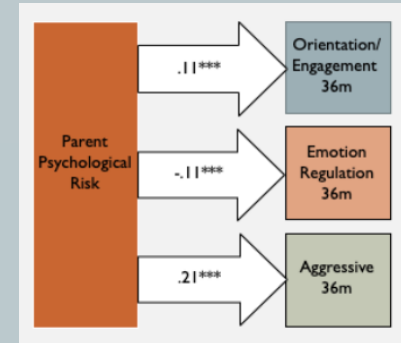 Parent
Psychological
Risk
.11***
Orientation/
Engagement
36m
-.11***
Emotion
Regulation
36m
.21***
Aggressive
36m